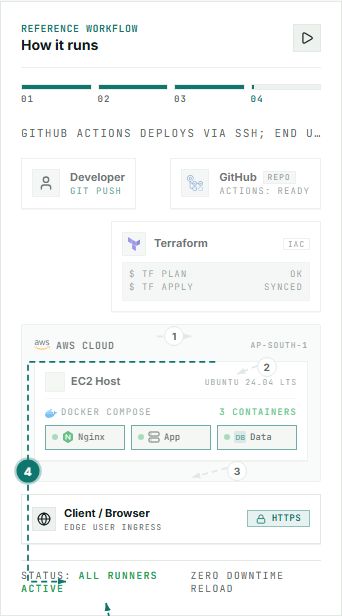 REFERENCE WORKFLOW
How it runs
01 02 03 04
GITHUB ACTIONS DEPLOYS VIA SSH; END U…
Developer
GIT PUSH
GitHub REPO
ACTIONS: READY
Terraform IAC
$ TF PLAN OK
$ TF APPLY SYNCED
aws AWS CLOUD 1 AP-SOUTH-1
2
EC2 Host UBUNTU 24.04 LTS
DOCKER COMPOSE 3 CONTAINERS
Nginx App DB Data
4 3
Client / Browser
EDGE USER INGRESS
HTTPS
STATUS: ALL RUNNERS ACTIVE
ZERO DOWNTIME RELOAD